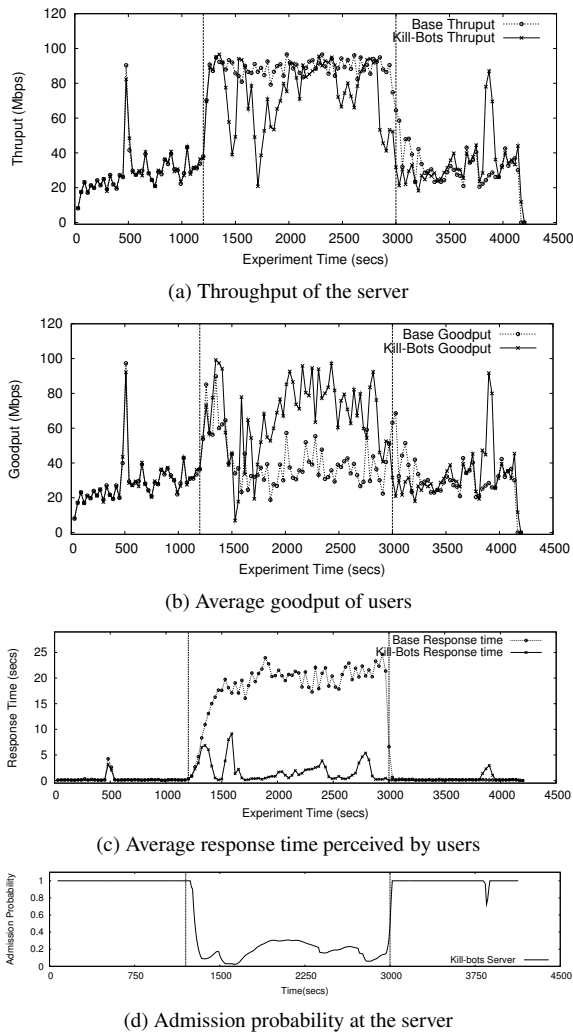 120
100
80
60
40
20
0
Thruput (Mbps)
Base Thruput
Kill-Bots Thruput
0 500 1000 1500 2000 2500 3000 3500 4000 4500
Experiment Time (secs)
(a) Throughput of the server
120
100
80
60
40
20
0
Goodput (Mbps)
Base Goodput
Kill-Bots Goodput
0 500 1000 1500 2000 2500 3000 3500 4000 4500
Experiment Time (secs)
(b) Average goodput of users
25
20
15
10
5
0
Response Time (secs)
Base Response time
Kill-Bots Response time
0 500 1000 1500 2000 2500 3000 3500 4000 4500
Experiment Time (secs)
(c) Average response time perceived by users
1
0.8
0.6
0.4
0.2
0
Admission Probability
Kill-bots Server
0 750 1500 2250 3000 3750 4500
Time(secs)
(d) Admission probability at the server